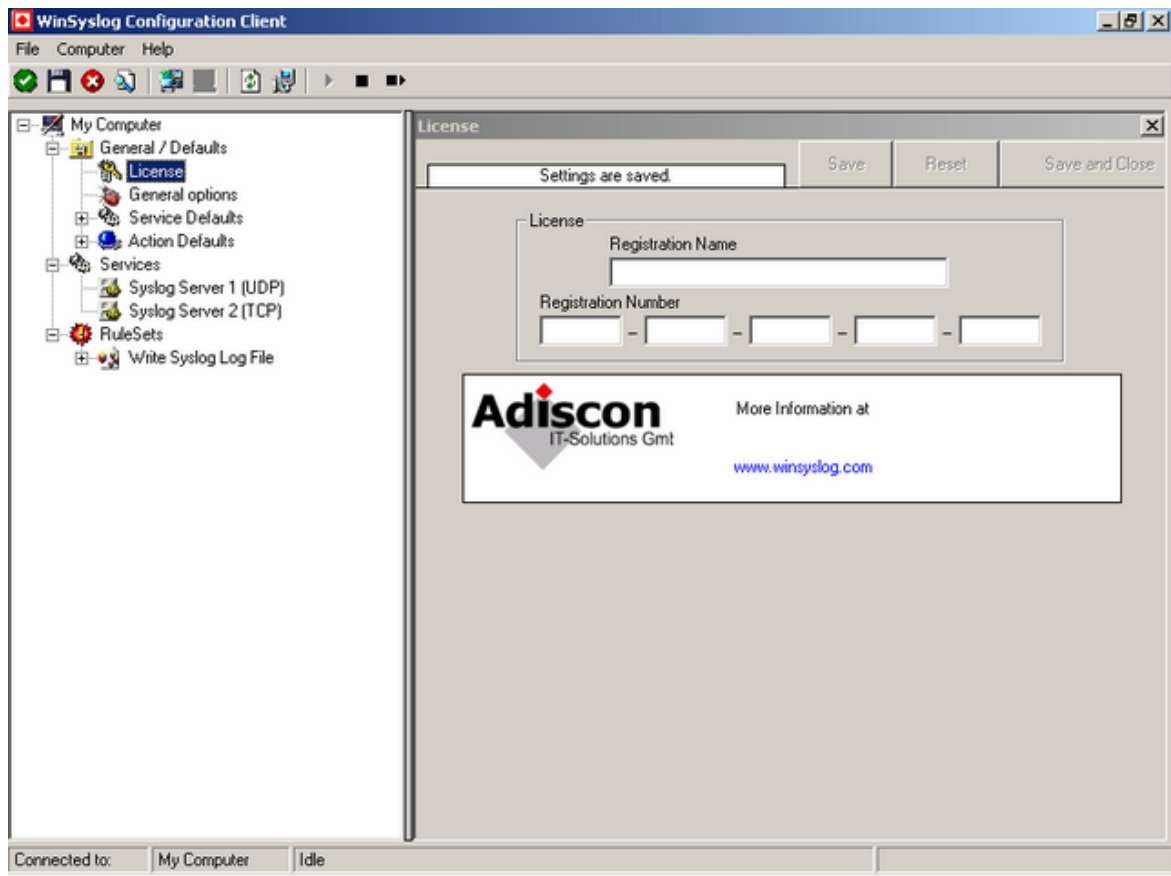 WinSyslog Configuration Client
File Computer Help
My Computer
General / Defaults
License
General options
Service Defaults
Action Defaults
Services
Syslog Server 1 (UDP)
Syslog Server 2 (TCP)
RuleSets
Write Syslog Log File
License
Settings are saved.
Save Reset Save and Close
License
Registration Name
Registration Number
– – – –
Adiscon
IT-Solutions Gmt
More Information at
www.winsyslog.com
Connected to: My Computer Idle